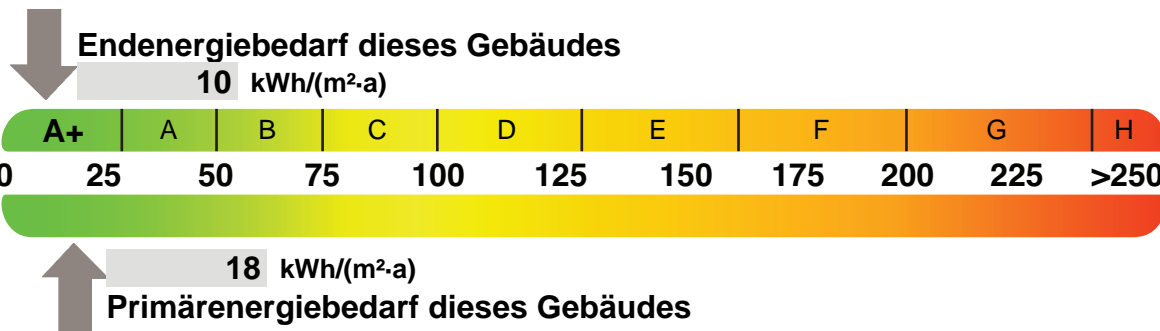 Endenergiebedarf dieses Gebäudes
10 kWh/(m²·a)
A+ A B C D E F G H
0 25 50 75 100 125 150 175 200 225 >250
18 kWh/(m²·a)
Primärenergiebedarf dieses Gebäudes